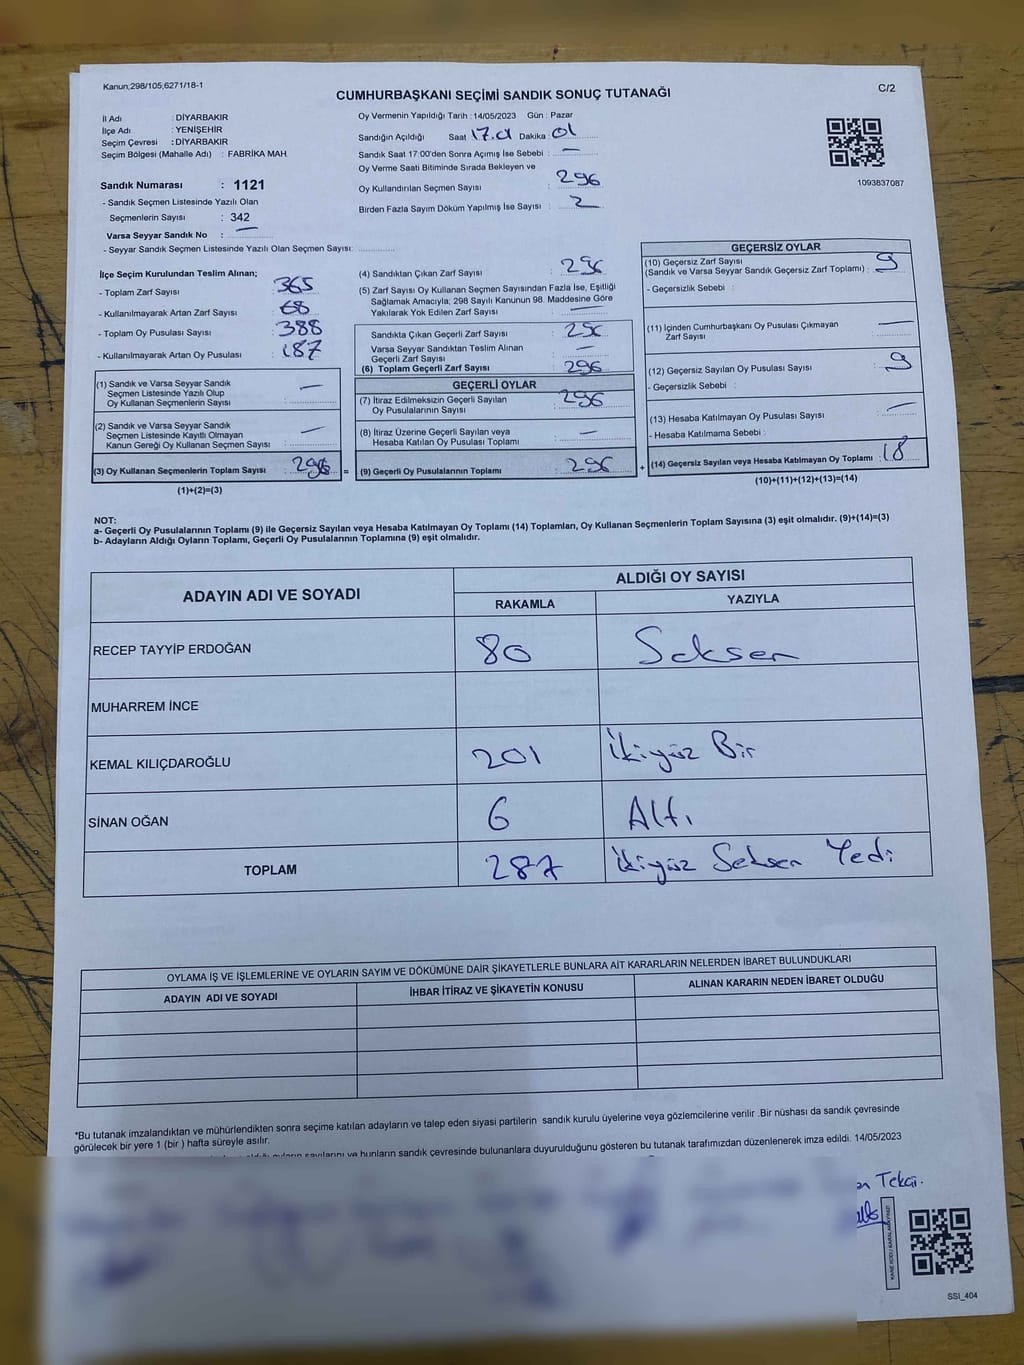 Kanun;298/105;6271/18-1
C/2
CUMHURBAŞKANI SEÇİMİ SANDIK SONUÇ TUTANAĞI
İl Adı : DİYARBAKIR
İlçe Adı : YENİŞEHİR
Seçim Çevresi : DİYARBAKIR
Seçim Bölgesi (Mahalle Adı) : FABRİKA MAH
Sandık Numarası : 1121
- Sandık Seçmen Listesinde Yazılı Olan
Seçmenlerin Sayısı : 342
Varsa Seyyar Sandık No : —
- Seyyar Sandık Seçmen Listesinde Yazılı Olan Seçmen Sayısı:
Oy Vermenin Yapıldığı Tarih : 14/05/2023 Gün : Pazar
Sandığın Açıldığı Saat 17.01 Dakika : 01
Sandık Saat 17:00'den Sonra Açımış İse Sebebi : —
Oy Verme Saati Bitiminde Sırada Bekleyen ve
Oy Kullandırılan Seçmen Sayısı : 296
Birden Fazla Sayım Döküm Yapılmış İse Sayısı : 2
1093837087
İlçe Seçim Kurulundan Teslim Alınan;
- Toplam Zarf Sayısı : 365
- Kullanılmayarak Artan Zarf Sayısı : 68
- Toplam Oy Pusulası Sayısı : 388
- Kullanılmayarak Artan Oy Pusulası : 187
(1) Sandık ve Varsa Seyyar Sandık
Seçmen Listesinde Yazılı Olup
Oy Kullanan Seçmenlerin Sayısı : —
(2) Sandık ve Varsa Seyyar Sandık
Seçmen Listesinde Kayıtlı Olmayan
Kanun Gereği Oy Kullanan Seçmen Sayısı : —
(3) Oy Kullanan Seçmenlerin Toplam Sayısı : 296 =
(1)+(2)=(3)
(4) Sandıktan Çıkan Zarf Sayısı : 296
(5) Zarf Sayısı Oy Kullanan Seçmen Sayısından Fazla İse, Eşitliği
Sağlamak Amacıyla; 298 Sayılı Kanunun 98. Maddesine Göre
Yakılarak Yok Edilen Zarf Sayısı : —
Sandıkta Çıkan Geçerli Zarf Sayısı : 296
Varsa Seyyar Sandıktan Teslim Alınan
Geçerli Zarf Sayısı : —
(6) Toplam Geçerli Zarf Sayısı : 296
GEÇERLİ OYLAR
(7) İtiraz Edilmeksizin Geçerli Sayılan
Oy Pusulalarının Sayısı : 296
(8) İtiraz Üzerine Geçerli Sayılan veya
Hesaba Katılan Oy Pusulası Toplamı : —
(9) Geçerli Oy Pusulalarının Toplamı : 296 +
GEÇERSİZ OYLAR
(10) Geçersiz Zarf Sayısı
(Sandık ve Varsa Seyyar Sandık Geçersiz Zarf Toplamı) : 9
- Geçersizlik Sebebi :
(11) İçinden Cumhurbaşkanı Oy Pusulası Çıkmayan
Zarf Sayısı : —
(12) Geçersiz Sayılan Oy Pusulası Sayısı : 9
- Geçersizlik Sebebi :
(13) Hesaba Katılmayan Oy Pusulası Sayısı : —
- Hesaba Katılmama Sebebi :
(14) Geçersiz Sayılan veya Hesaba Katılmayan Oy Toplamı : 18
(10)+(11)+(12)+(13)=(14)
NOT:
a- Geçerli Oy Pusulalarının Toplamı (9) ile Geçersiz Sayılan veya Hesaba Katılmayan Oy Toplamı (14) Toplamları, Oy Kullanan Seçmenlerin Toplam Sayısına (3) eşit olmalıdır. (9)+(14)=(3)
b- Adayların Aldığı Oyların Toplamı, Geçerli Oy Pusulalarının Toplamına (9) eşit olmalıdır.
ADAYIN ADI VE SOYADI
ALDIĞI OY SAYISI
RAKAMLA YAZIYLA
RECEP TAYYİP ERDOĞAN 80 Seksen
MUHARREM İNCE
KEMAL KILIÇDAROĞLU 201 İkiyüz Bir
SİNAN OĞAN 6 Altı
TOPLAM 287 İkiyüz Seksen Yedi
OYLAMA İŞ VE İŞLEMLERİNE VE OYLARIN SAYIM VE DÖKÜMÜNE DAİR ŞİKAYETLERLE BUNLARA AİT KARARLARIN NELERDEN İBARET BULUNDUKLARI
ADAYIN ADI VE SOYADI İHBAR İTİRAZ VE ŞİKAYETİN KONUSU ALINAN KARARIN NEDEN İBARET OLDUĞU
*Bu tutanak imzalandıktan ve mühürlendikten sonra seçime katılan adayların ve talep eden siyasi partilerin sandık kurulu üyelerine veya gözlemcilerine verilir .Bir nüshası da sandık çevresinde
görülecek bir yere 1 (bir ) hafta süreyle asılır.
sayılarını ve bunların sandık çevresinde bulunanlara duyurulduğunu gösteren bu tutanak tarafımızdan düzenlenerek imza edildi. 14/05/2023
SSI_404